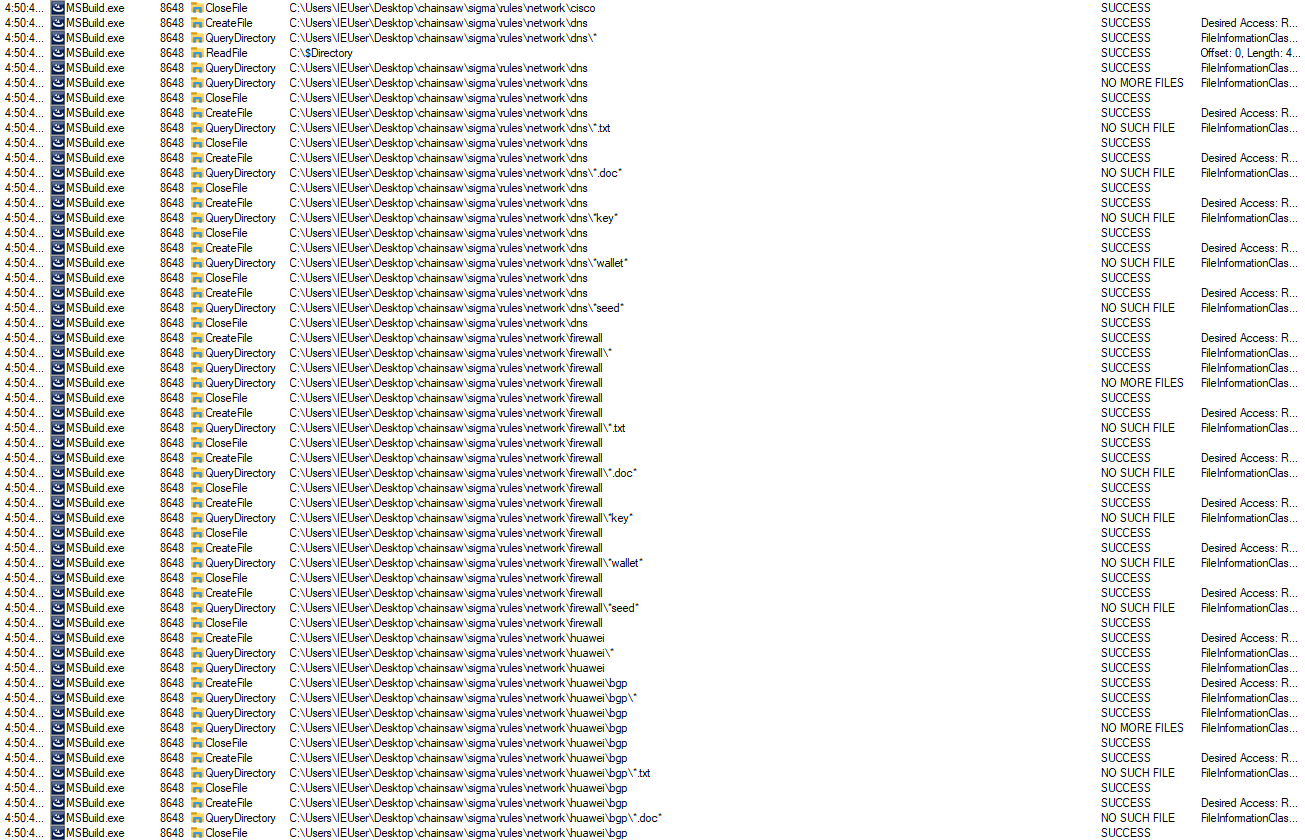 4:50:4... MSBuild.exe 8648 CloseFile C:\Users\IEUser\Desktop\chainsaw\sigma\rules\network\cisco SUCCESS
4:50:4... MSBuild.exe 8648 CreateFile C:\Users\IEUser\Desktop\chainsaw\sigma\rules\network\dns SUCCESS Desired Access: R...
4:50:4... MSBuild.exe 8648 QueryDirectory C:\Users\IEUser\Desktop\chainsaw\sigma\rules\network\dns\* SUCCESS FileInformationClas...
4:50:4... MSBuild.exe 8648 ReadFile C:\$Directory SUCCESS Offset: 0, Length: 4...
4:50:4... MSBuild.exe 8648 QueryDirectory C:\Users\IEUser\Desktop\chainsaw\sigma\rules\network\dns SUCCESS FileInformationClas...
4:50:4... MSBuild.exe 8648 QueryDirectory C:\Users\IEUser\Desktop\chainsaw\sigma\rules\network\dns NO MORE FILES FileInformationClas...
4:50:4... MSBuild.exe 8648 CloseFile C:\Users\IEUser\Desktop\chainsaw\sigma\rules\network\dns SUCCESS
4:50:4... MSBuild.exe 8648 CreateFile C:\Users\IEUser\Desktop\chainsaw\sigma\rules\network\dns SUCCESS Desired Access: R...
4:50:4... MSBuild.exe 8648 QueryDirectory C:\Users\IEUser\Desktop\chainsaw\sigma\rules\network\dns\*.txt NO SUCH FILE FileInformationClas...
4:50:4... MSBuild.exe 8648 CloseFile C:\Users\IEUser\Desktop\chainsaw\sigma\rules\network\dns SUCCESS
4:50:4... MSBuild.exe 8648 CreateFile C:\Users\IEUser\Desktop\chainsaw\sigma\rules\network\dns SUCCESS Desired Access: R...
4:50:4... MSBuild.exe 8648 QueryDirectory C:\Users\IEUser\Desktop\chainsaw\sigma\rules\network\dns\*.doc* NO SUCH FILE FileInformationClas...
4:50:4... MSBuild.exe 8648 CloseFile C:\Users\IEUser\Desktop\chainsaw\sigma\rules\network\dns SUCCESS
4:50:4... MSBuild.exe 8648 CreateFile C:\Users\IEUser\Desktop\chainsaw\sigma\rules\network\dns SUCCESS Desired Access: R...
4:50:4... MSBuild.exe 8648 QueryDirectory C:\Users\IEUser\Desktop\chainsaw\sigma\rules\network\dns\*key* NO SUCH FILE FileInformationClas...
4:50:4... MSBuild.exe 8648 CloseFile C:\Users\IEUser\Desktop\chainsaw\sigma\rules\network\dns SUCCESS
4:50:4... MSBuild.exe 8648 CreateFile C:\Users\IEUser\Desktop\chainsaw\sigma\rules\network\dns SUCCESS Desired Access: R...
4:50:4... MSBuild.exe 8648 QueryDirectory C:\Users\IEUser\Desktop\chainsaw\sigma\rules\network\dns\*wallet* NO SUCH FILE FileInformationClas...
4:50:4... MSBuild.exe 8648 CloseFile C:\Users\IEUser\Desktop\chainsaw\sigma\rules\network\dns SUCCESS
4:50:4... MSBuild.exe 8648 CreateFile C:\Users\IEUser\Desktop\chainsaw\sigma\rules\network\dns SUCCESS Desired Access: R...
4:50:4... MSBuild.exe 8648 QueryDirectory C:\Users\IEUser\Desktop\chainsaw\sigma\rules\network\dns\*seed* NO SUCH FILE FileInformationClas...
4:50:4... MSBuild.exe 8648 CloseFile C:\Users\IEUser\Desktop\chainsaw\sigma\rules\network\dns SUCCESS
4:50:4... MSBuild.exe 8648 CreateFile C:\Users\IEUser\Desktop\chainsaw\sigma\rules\network\firewall SUCCESS Desired Access: R...
4:50:4... MSBuild.exe 8648 QueryDirectory C:\Users\IEUser\Desktop\chainsaw\sigma\rules\network\firewall\* SUCCESS FileInformationClas...
4:50:4... MSBuild.exe 8648 QueryDirectory C:\Users\IEUser\Desktop\chainsaw\sigma\rules\network\firewall SUCCESS FileInformationClas...
4:50:4... MSBuild.exe 8648 QueryDirectory C:\Users\IEUser\Desktop\chainsaw\sigma\rules\network\firewall NO MORE FILES FileInformationClas...
4:50:4... MSBuild.exe 8648 CloseFile C:\Users\IEUser\Desktop\chainsaw\sigma\rules\network\firewall SUCCESS
4:50:4... MSBuild.exe 8648 CreateFile C:\Users\IEUser\Desktop\chainsaw\sigma\rules\network\firewall SUCCESS Desired Access: R...
4:50:4... MSBuild.exe 8648 QueryDirectory C:\Users\IEUser\Desktop\chainsaw\sigma\rules\network\firewall\*.txt NO SUCH FILE FileInformationClas...
4:50:4... MSBuild.exe 8648 CloseFile C:\Users\IEUser\Desktop\chainsaw\sigma\rules\network\firewall SUCCESS
4:50:4... MSBuild.exe 8648 CreateFile C:\Users\IEUser\Desktop\chainsaw\sigma\rules\network\firewall SUCCESS Desired Access: R...
4:50:4... MSBuild.exe 8648 QueryDirectory C:\Users\IEUser\Desktop\chainsaw\sigma\rules\network\firewall\*.doc* NO SUCH FILE FileInformationClas...
4:50:4... MSBuild.exe 8648 CloseFile C:\Users\IEUser\Desktop\chainsaw\sigma\rules\network\firewall SUCCESS
4:50:4... MSBuild.exe 8648 CreateFile C:\Users\IEUser\Desktop\chainsaw\sigma\rules\network\firewall SUCCESS Desired Access: R...
4:50:4... MSBuild.exe 8648 QueryDirectory C:\Users\IEUser\Desktop\chainsaw\sigma\rules\network\firewall\*key* NO SUCH FILE FileInformationClas...
4:50:4... MSBuild.exe 8648 CloseFile C:\Users\IEUser\Desktop\chainsaw\sigma\rules\network\firewall SUCCESS
4:50:4... MSBuild.exe 8648 CreateFile C:\Users\IEUser\Desktop\chainsaw\sigma\rules\network\firewall SUCCESS Desired Access: R...
4:50:4... MSBuild.exe 8648 QueryDirectory C:\Users\IEUser\Desktop\chainsaw\sigma\rules\network\firewall\*wallet* NO SUCH FILE FileInformationClas...
4:50:4... MSBuild.exe 8648 CloseFile C:\Users\IEUser\Desktop\chainsaw\sigma\rules\network\firewall SUCCESS
4:50:4... MSBuild.exe 8648 CreateFile C:\Users\IEUser\Desktop\chainsaw\sigma\rules\network\firewall SUCCESS Desired Access: R...
4:50:4... MSBuild.exe 8648 QueryDirectory C:\Users\IEUser\Desktop\chainsaw\sigma\rules\network\firewall\*seed* NO SUCH FILE FileInformationClas...
4:50:4... MSBuild.exe 8648 CloseFile C:\Users\IEUser\Desktop\chainsaw\sigma\rules\network\firewall SUCCESS
4:50:4... MSBuild.exe 8648 CreateFile C:\Users\IEUser\Desktop\chainsaw\sigma\rules\network\huawei SUCCESS Desired Access: R...
4:50:4... MSBuild.exe 8648 QueryDirectory C:\Users\IEUser\Desktop\chainsaw\sigma\rules\network\huawei\* SUCCESS FileInformationClas...
4:50:4... MSBuild.exe 8648 QueryDirectory C:\Users\IEUser\Desktop\chainsaw\sigma\rules\network\huawei SUCCESS FileInformationClas...
4:50:4... MSBuild.exe 8648 CreateFile C:\Users\IEUser\Desktop\chainsaw\sigma\rules\network\huawei\bgp SUCCESS Desired Access: R...
4:50:4... MSBuild.exe 8648 QueryDirectory C:\Users\IEUser\Desktop\chainsaw\sigma\rules\network\huawei\bgp\* SUCCESS FileInformationClas...
4:50:4... MSBuild.exe 8648 QueryDirectory C:\Users\IEUser\Desktop\chainsaw\sigma\rules\network\huawei\bgp SUCCESS FileInformationClas...
4:50:4... MSBuild.exe 8648 QueryDirectory C:\Users\IEUser\Desktop\chainsaw\sigma\rules\network\huawei\bgp NO MORE FILES FileInformationClas...
4:50:4... MSBuild.exe 8648 CloseFile C:\Users\IEUser\Desktop\chainsaw\sigma\rules\network\huawei\bgp SUCCESS
4:50:4... MSBuild.exe 8648 CreateFile C:\Users\IEUser\Desktop\chainsaw\sigma\rules\network\huawei\bgp SUCCESS Desired Access: R...
4:50:4... MSBuild.exe 8648 QueryDirectory C:\Users\IEUser\Desktop\chainsaw\sigma\rules\network\huawei\bgp\*.txt NO SUCH FILE FileInformationClas...
4:50:4... MSBuild.exe 8648 CloseFile C:\Users\IEUser\Desktop\chainsaw\sigma\rules\network\huawei\bgp SUCCESS
4:50:4... MSBuild.exe 8648 CreateFile C:\Users\IEUser\Desktop\chainsaw\sigma\rules\network\huawei\bgp SUCCESS Desired Access: R...
4:50:4... MSBuild.exe 8648 QueryDirectory C:\Users\IEUser\Desktop\chainsaw\sigma\rules\network\huawei\bgp\*.doc* NO SUCH FILE FileInformationClas...
4:50:4... MSBuild.exe 8648 CloseFile C:\Users\IEUser\Desktop\chainsaw\sigma\rules\network\huawei\bgp SUCCESS